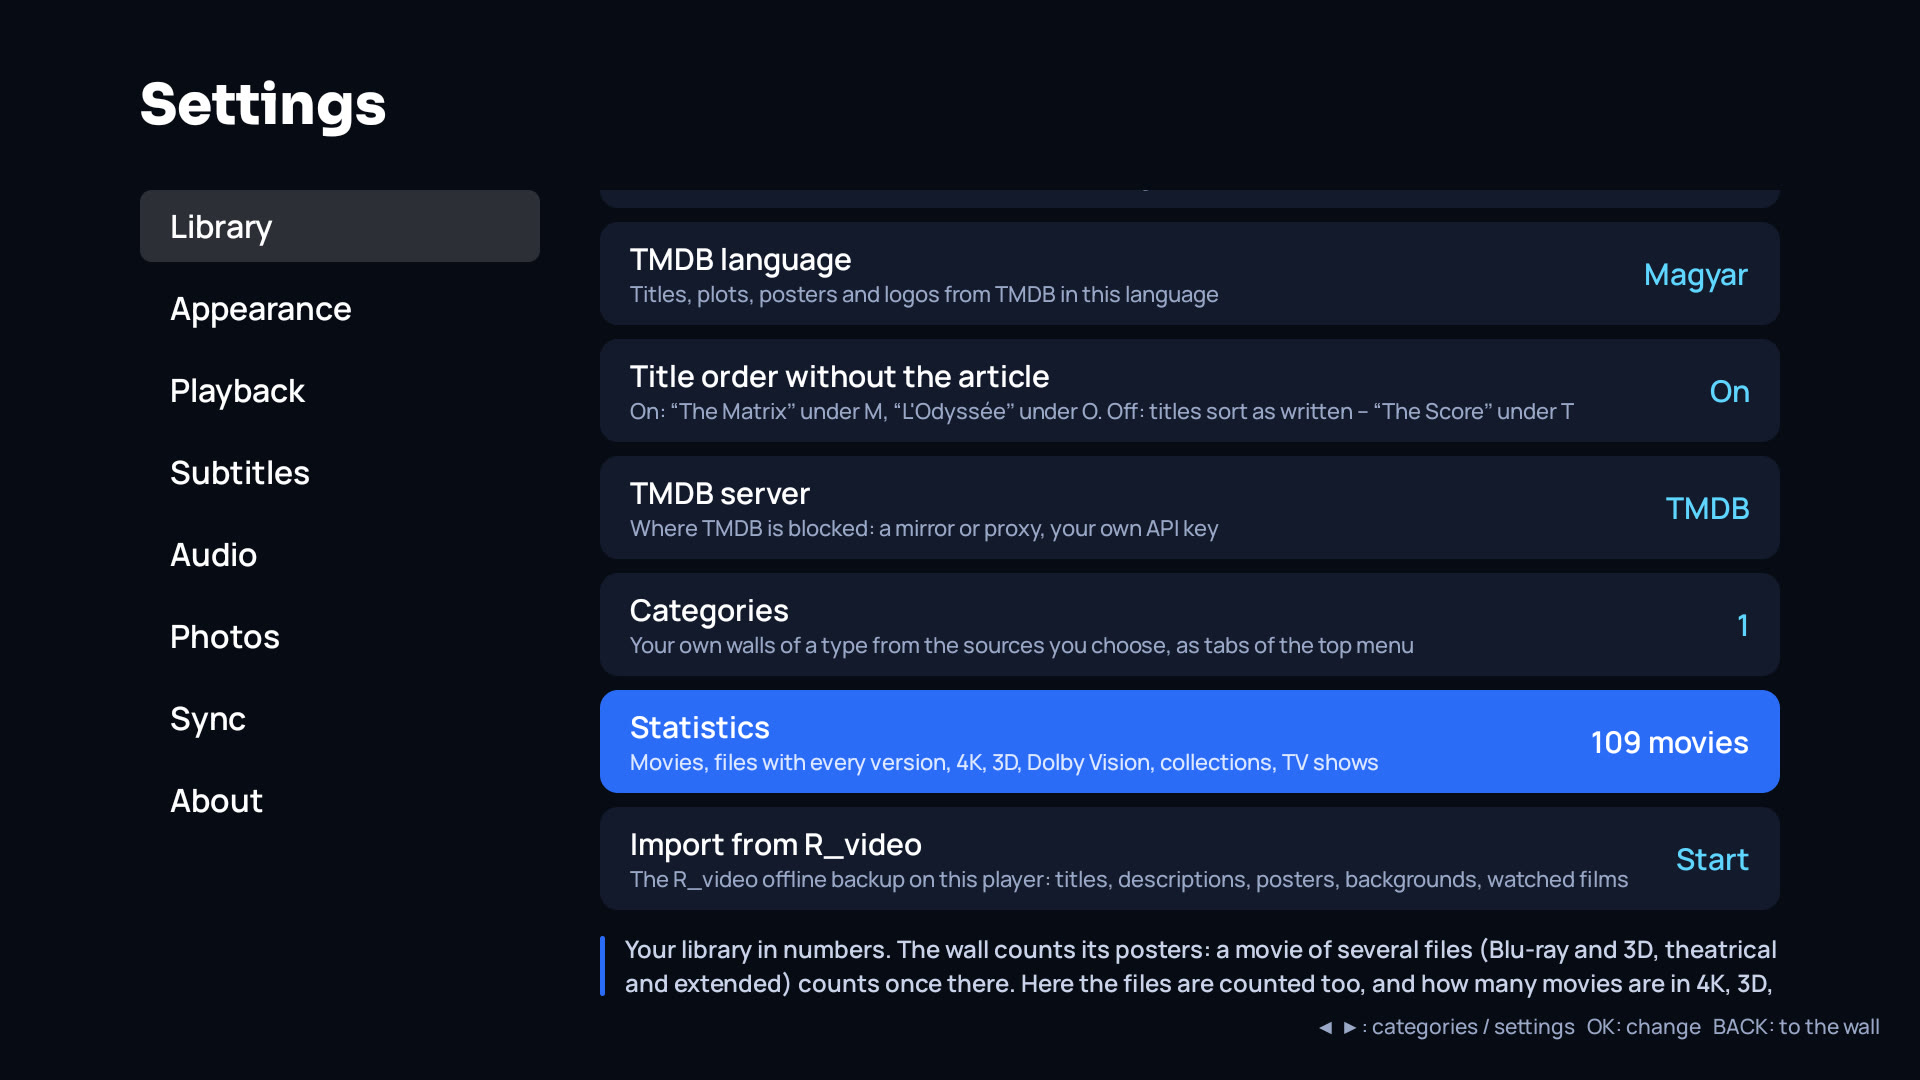 Settings
Library
Appearance
Playback
Subtitles
Audio
Photos
Sync
About
TMDB language
Titles, plots, posters and logos from TMDB in this language
Magyar
Title order without the article
On: “The Matrix” under M, “L'Odyssée” under O. Off: titles sort as written – “The Score” under T
On
TMDB server
Where TMDB is blocked: a mirror or proxy, your own API key
TMDB
Categories
Your own walls of a type from the sources you choose, as tabs of the top menu
1
Statistics
Movies, files with every version, 4K, 3D, Dolby Vision, collections, TV shows
109 movies
Import from R_video
The R_video offline backup on this player: titles, descriptions, posters, backgrounds, watched films
Start
Your library in numbers. The wall counts its posters: a movie of several files (Blu-ray and 3D, theatrical
and extended) counts once there. Here the files are counted too, and how many movies are in 4K, 3D,
◄ ►: categories / settings OK: change BACK: to the wall